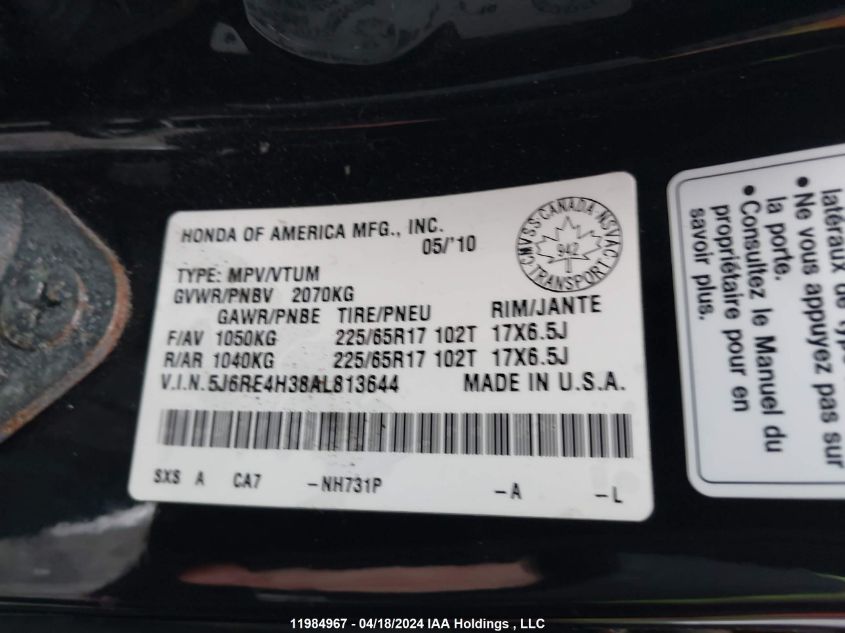 HONDA OF AMERICA MFG., INC.
05/'10
TYPE: MPV/VTUM
GVWR/PNBV 2070KG
GAWR/PNBE TIRE/PNEU RIM/JANTE
F/AV 1050KG 225/65R17 102T 17X6.5J
R/AR 1040KG 225/65R17 102T 17X6.5J
V.I.N.5J6RE4H38AL813644 MADE IN U.S.A.
SXS A CA7 -NH731P -A -L
CMVSS·CANADA·NSVAC
942
TRANSPORT
latéraux de
• Ne vous appuyez pas sur
la porte.
• Consultez le Manuel du
propriétaire pour en
savoir plus.
11984967 - 04/18/2024 IAA Holdings , LLC